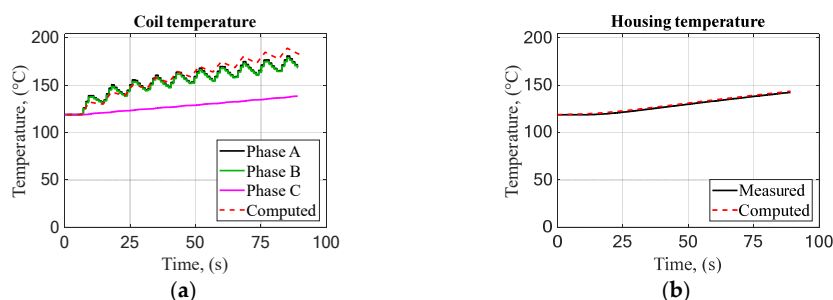 Coil temperature
Temperature, (°C)
200
150
100
50
0
0 25 50 75 100
Phase A
Phase B
Phase C
Computed
Time, (s)
(a)
Housing temperature
Temperature, (°C)
200
150
100
50
0
0 25 50 75 100
Measured
Computed
Time, (s)
(b)